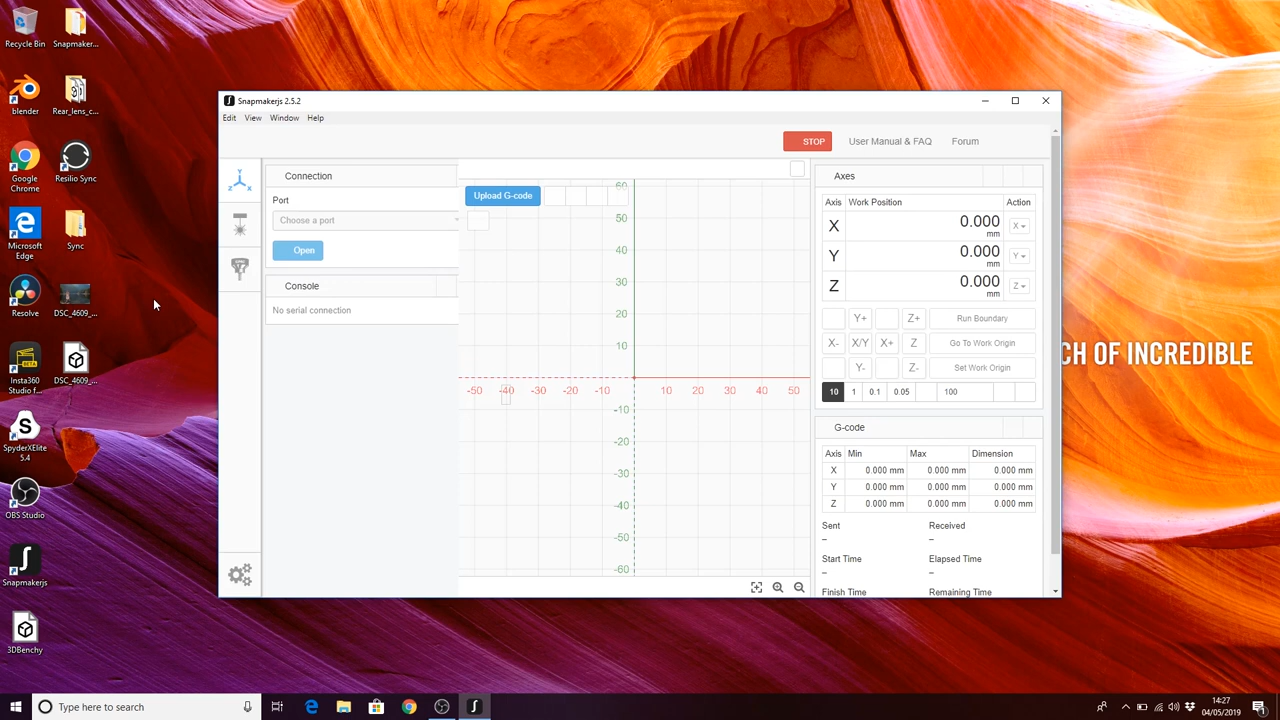 Recycle Bin
Snapmaker...
blender
Rear_lens_c...
Google Chrome
Resilio Sync
Microsoft Edge
Sync
Resolve
DSC_4609_...
Insta360 Studio f...
DSC_4609_...
SpyderXElite 5.4
OBS Studio
Snapmakerjs
3DBenchy
Snapmakerjs 2.5.2
Edit View Window Help
STOP User Manual & FAQ Forum
Connection
Port
Choose a port
Open
Console
No serial connection
Upload G-code
60
50
40
30
20
10
-50 -40 -30 -20 -10 10 20 30 40 50
-10
-20
-30
-40
-50
-60
Axes
Axis Work Position Action
X 0.000 mm X
Y 0.000 mm Y
Z 0.000 mm Z
Y+ Z+ Run Boundary
X- X/Y X+ Z Go To Work Origin
Y- Z- Set Work Origin
10 1 0.1 0.05 100
G-code
Axis Min Max Dimension
X 0.000 mm 0.000 mm 0.000 mm
Y 0.000 mm 0.000 mm 0.000 mm
Z 0.000 mm 0.000 mm 0.000 mm
Sent Received
– –
Start Time Elapsed Time
– –
Finish Time Remaining Time
CH OF INCREDIBLE
Type here to search
14:27
04/05/2019
1